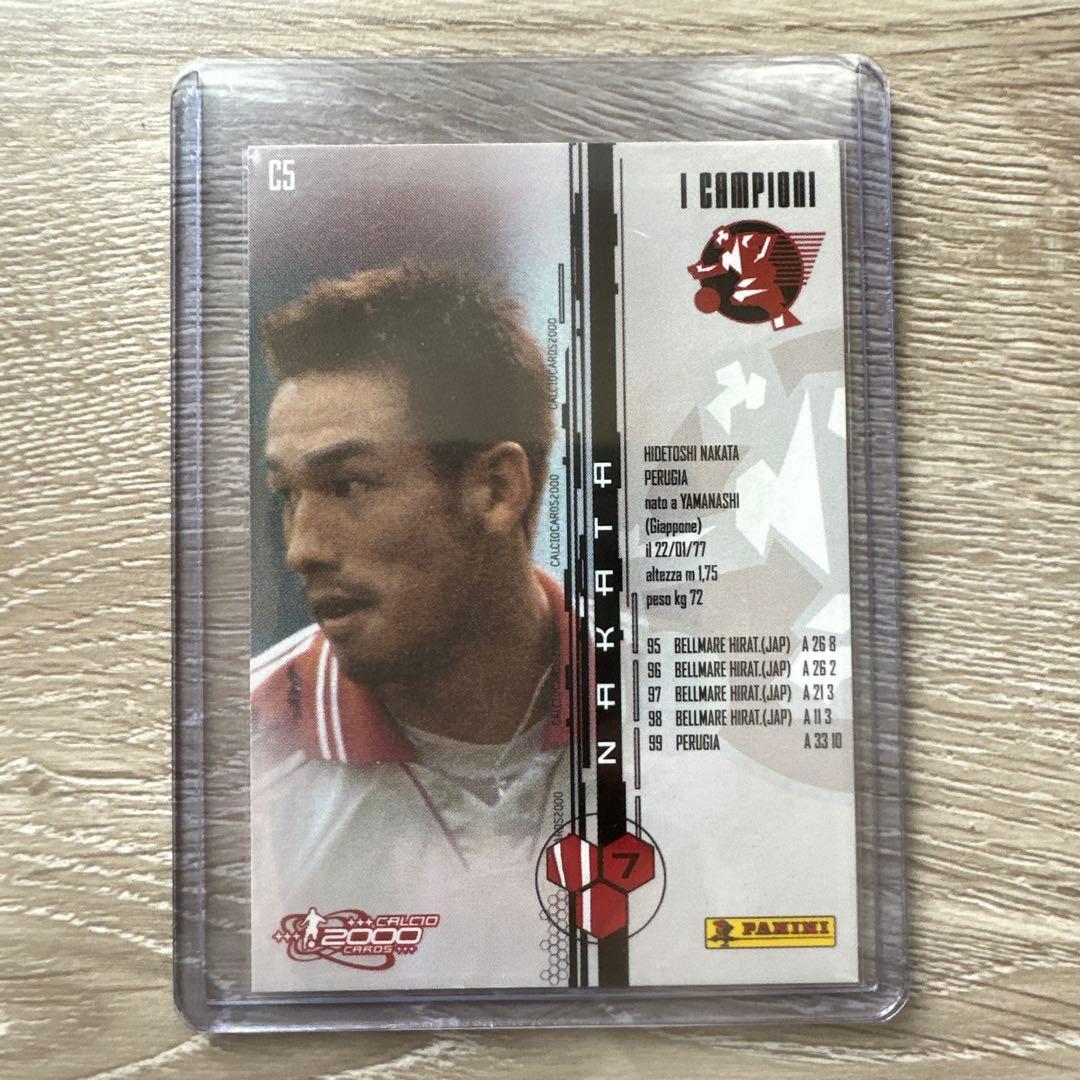 C5
I CAMPIONI
HIDETOSHI NAKATA
PERUGIA
nato a YAMANASHI
(Giappone)
il 22/01/77
altezza m 1,75
peso kg 72
95 BELLMARE HIRAT.(JAP) A 26 8
96 BELLMARE HIRAT.(JAP) A 26 2
97 BELLMARE HIRAT.(JAP) A 21 3
98 BELLMARE HIRAT.(JAP) A 11 3
99 PERUGIA A 33 10
NAKATA
CALCIOCARDS2000
CALCIOCARDS2000
7
CALCIO
2000
CARDS
PANINI